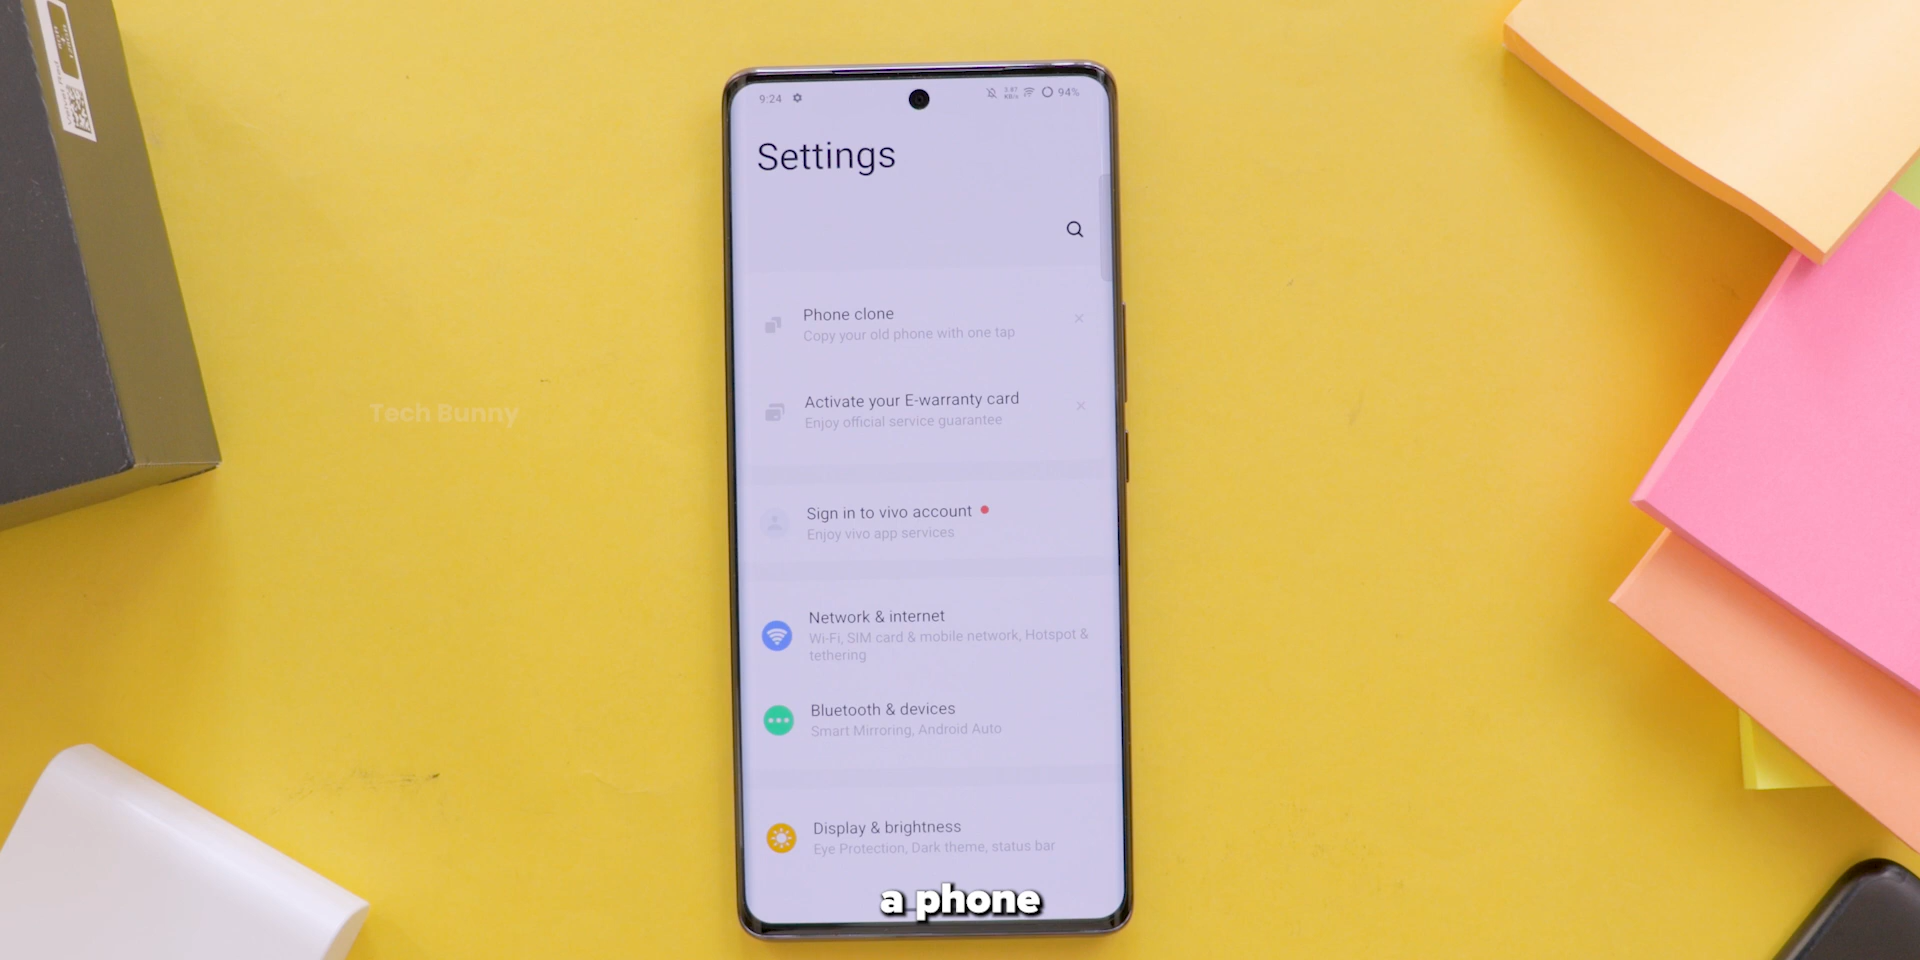 9:24
94%
Settings
Phone clone
Copy your old phone with one tap
Activate your E-warranty card
Enjoy official service guarantee
Sign in to vivo account
Enjoy vivo app services
Network & internet
Wi-Fi, SIM card & mobile network, Hotspot &
tethering
Bluetooth & devices
Smart Mirroring, Android Auto
Display & brightness
Eye Protection, Dark theme, status bar
a phone
Tech Bunny